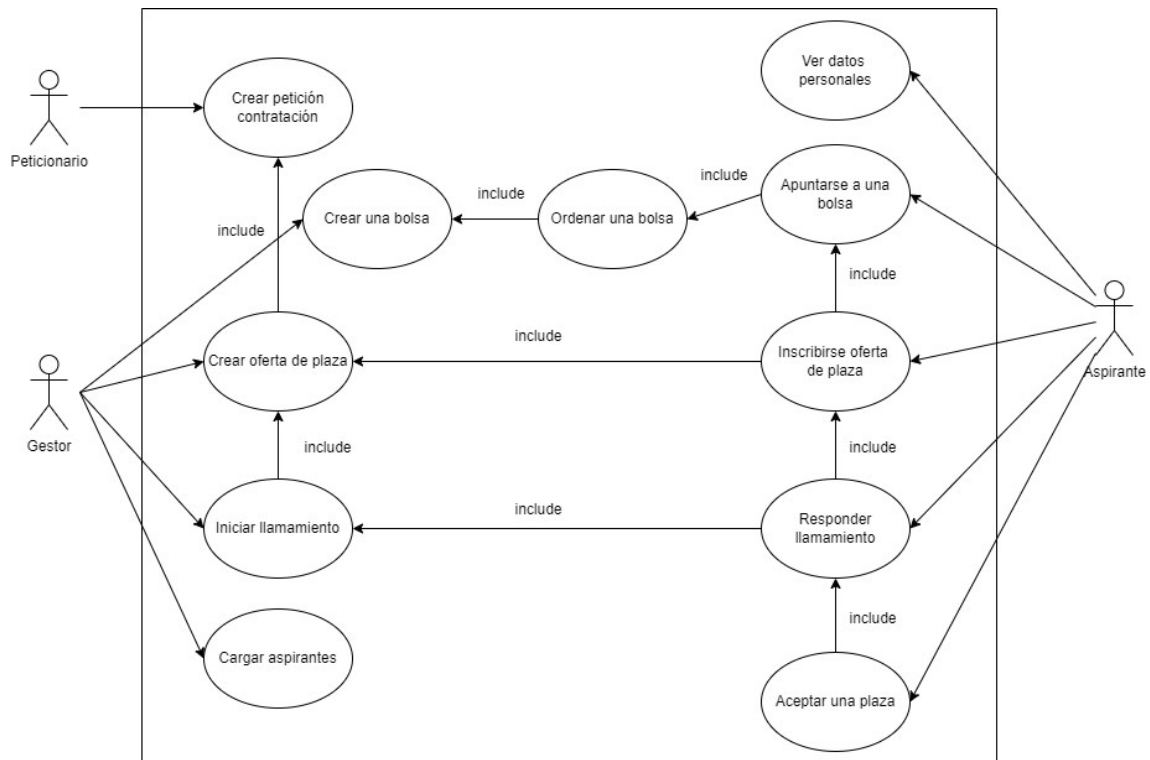 Ver datos
personales
Crear petición
contratación
Peticionario
include
Apuntarse a una
bolsa
include
Crear una bolsa
Ordenar una bolsa
include
include
Crear oferta de plaza
include
Inscribirse oferta
de plaza
Aspirante
Gestor
include
include
Iniciar llamamiento
include
Responder
llamamiento
include
Cargar aspirantes
Aceptar una plaza